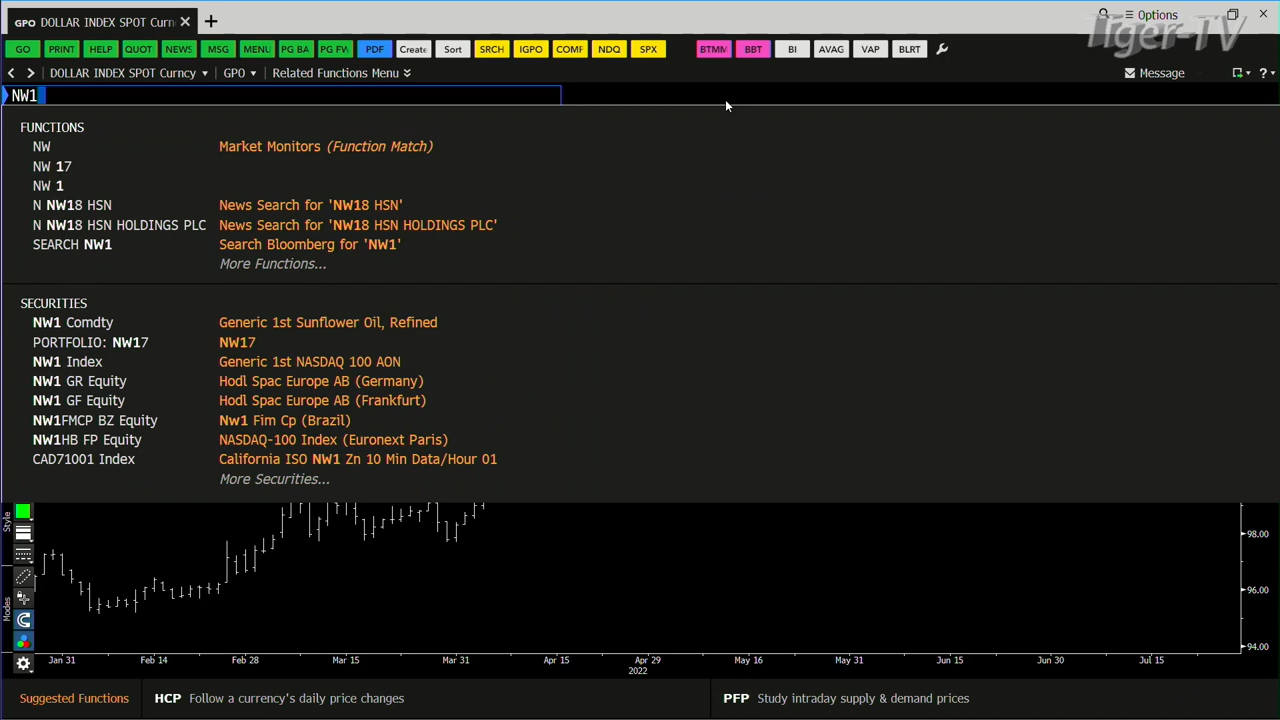 GPO DOLLAR INDEX SPOT Curn
Options
Tiger-TV
GO PRINT HELP QUOT NEWS MSG MENU PG BA PG FW PDF Create Sort SRCH IGPO COMF NDQ SPX BTMM BBT BI AVAG VAP BLRT
DOLLAR INDEX SPOT Curncy GPO Related Functions Menu Message ?
NW1
FUNCTIONS
NW Market Monitors (Function Match)
NW 17
NW 1
N NW18 HSN News Search for 'NW18 HSN'
N NW18 HSN HOLDINGS PLC News Search for 'NW18 HSN HOLDINGS PLC'
SEARCH NW1 Search Bloomberg for 'NW1'
More Functions...
SECURITIES
NW1 Comdty Generic 1st Sunflower Oil, Refined
PORTFOLIO: NW17 NW17
NW1 Index Generic 1st NASDAQ 100 AON
NW1 GR Equity Hodl Spac Europe AB (Germany)
NW1 GF Equity Hodl Spac Europe AB (Frankfurt)
NW1FMCP BZ Equity Nw1 Fim Cp (Brazil)
NW1HB FP Equity NASDAQ-100 Index (Euronext Paris)
CAD71001 Index California ISO NW1 Zn 10 Min Data/Hour 01
More Securities...
Style
98.00
96.00
Modes
94.00
Jan 31 Feb 14 Feb 28 Mar 15 Mar 31 Apr 15 Apr 29 May 16 May 31 Jun 15 Jun 30 Jul 15
2022
Suggested Functions HCP Follow a currency's daily price changes PFP Study intraday supply & demand prices